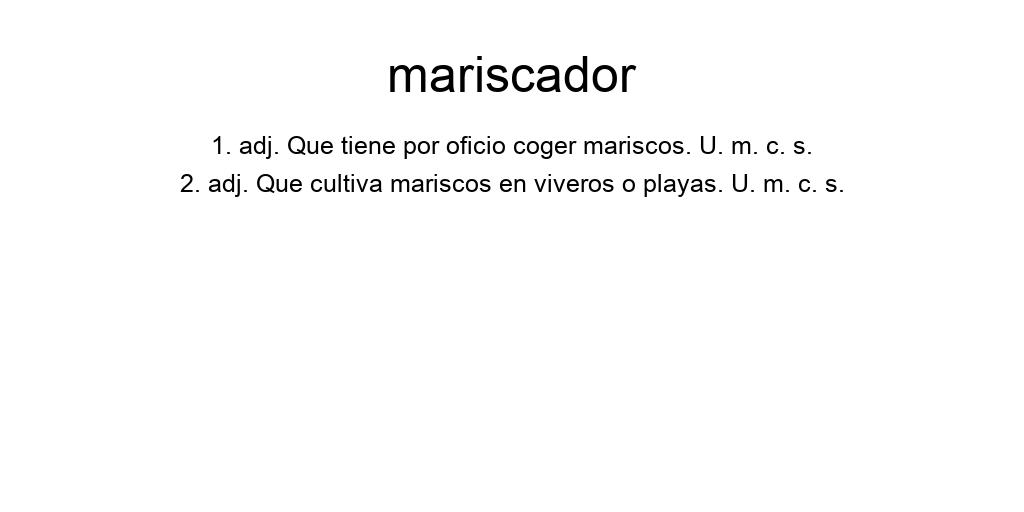 mariscador
1. adj. Que tiene por oficio coger mariscos. U. m. c. s.
2. adj. Que cultiva mariscos en viveros o playas. U. m. c. s.